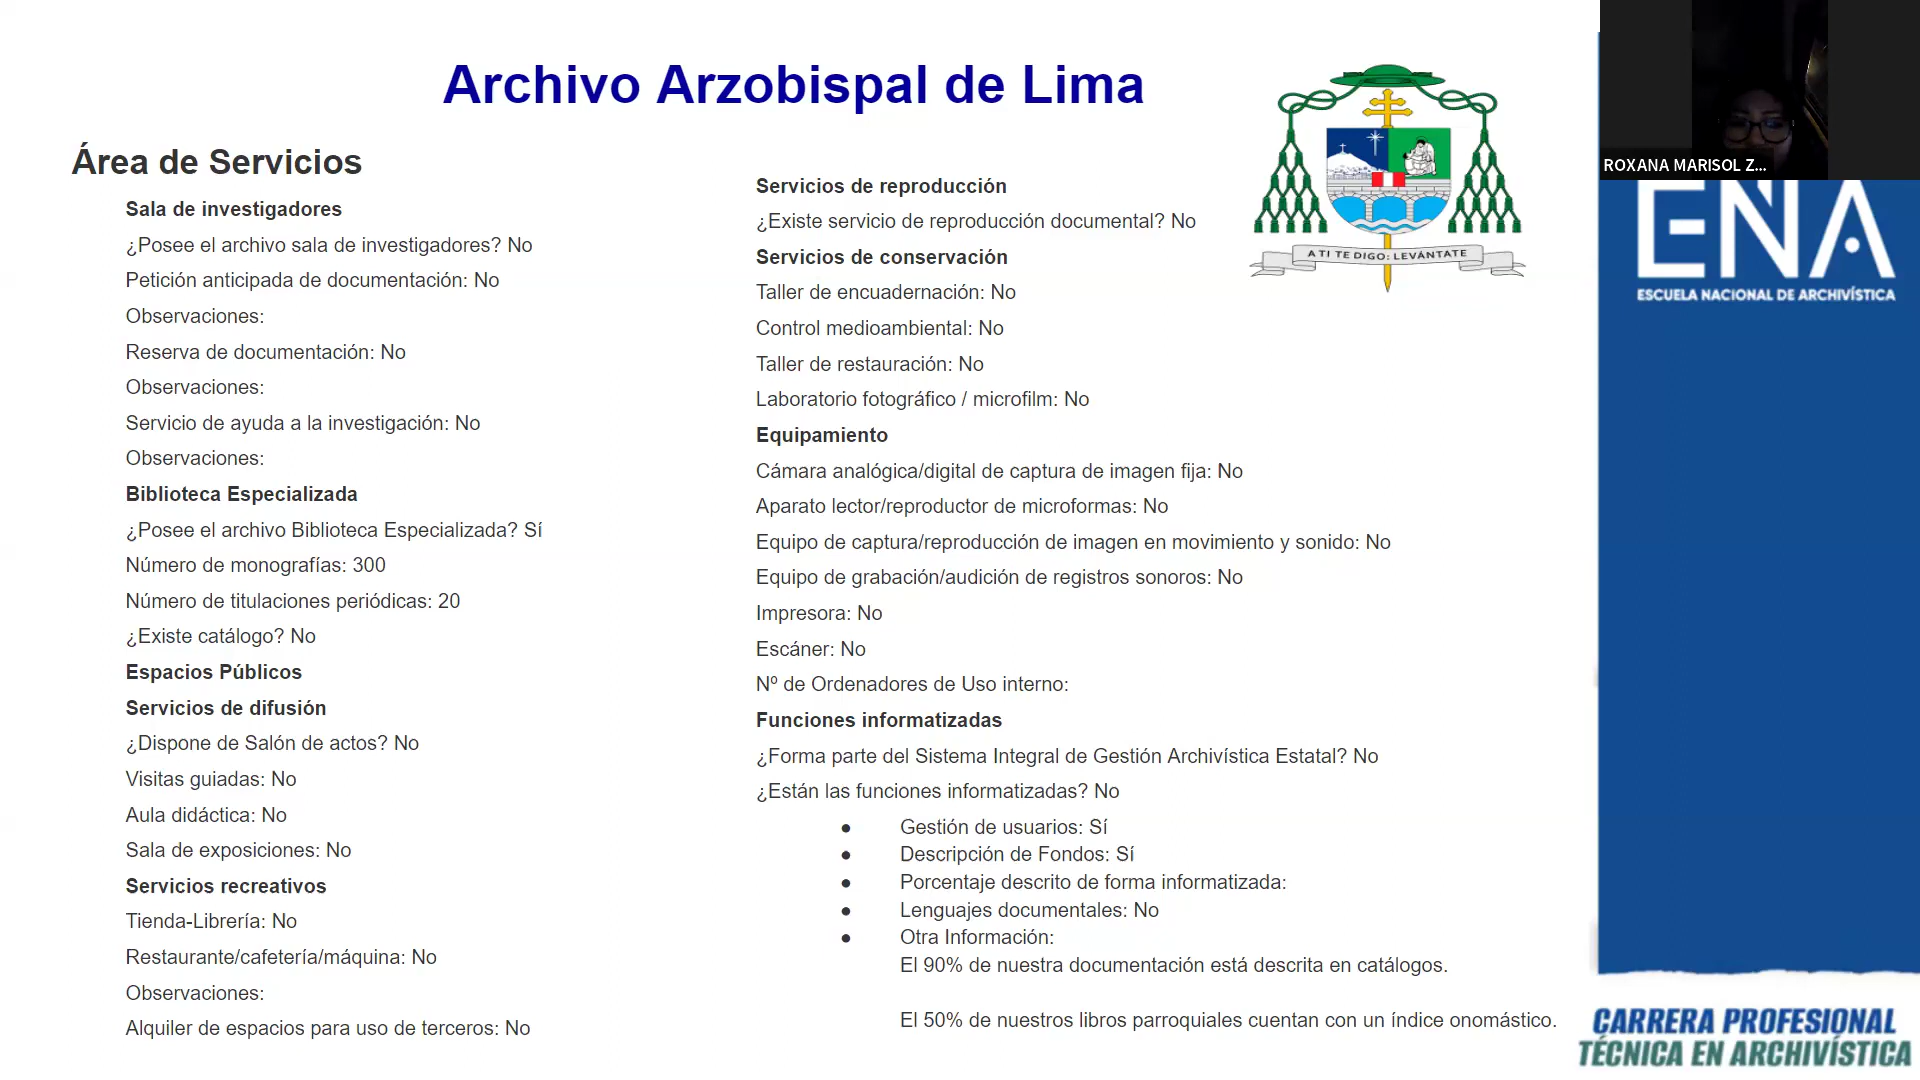 Archivo Arzobispal de Lima
Área de Servicios
Sala de investigadores
¿Posee el archivo sala de investigadores? No
Petición anticipada de documentación: No
Observaciones:
Reserva de documentación: No
Observaciones:
Servicio de ayuda a la investigación: No
Observaciones:
Biblioteca Especializada
¿Posee el archivo Biblioteca Especializada? Sí
Número de monografías: 300
Número de titulaciones periódicas: 20
¿Existe catálogo? No
Espacios Públicos
Servicios de difusión
¿Dispone de Salón de actos? No
Visitas guiadas: No
Aula didáctica: No
Sala de exposiciones: No
Servicios recreativos
Tienda-Librería: No
Restaurante/cafetería/máquina: No
Observaciones:
Alquiler de espacios para uso de terceros: No
Servicios de reproducción
¿Existe servicio de reproducción documental? No
Servicios de conservación
Taller de encuadernación: No
Control medioambiental: No
Taller de restauración: No
Laboratorio fotográfico / microfilm: No
Equipamiento
Cámara analógica/digital de captura de imagen fija: No
Aparato lector/reproductor de microformas: No
Equipo de captura/reproducción de imagen en movimiento y sonido: No
Equipo de grabación/audición de registros sonoros: No
Impresora: No
Escáner: No
Nº de Ordenadores de Uso interno:
Funciones informatizadas
¿Forma parte del Sistema Integral de Gestión Archivística Estatal? No
¿Están las funciones informatizadas? No
● Gestión de usuarios: Sí
● Descripción de Fondos: Sí
● Porcentaje descrito de forma informatizada:
● Lenguajes documentales: No
● Otra Información:
El 90% de nuestra documentación está descrita en catálogos.
El 50% de nuestros libros parroquiales cuentan con un índice onomástico.
A TI TE DIGO: LEVÁNTATE
ROXANA MARISOL Z...
ENA
ESCUELA NACIONAL DE ARCHIVÍSTICA
CARRERA PROFESIONAL
TÉCNICA EN ARCHIVÍSTICA